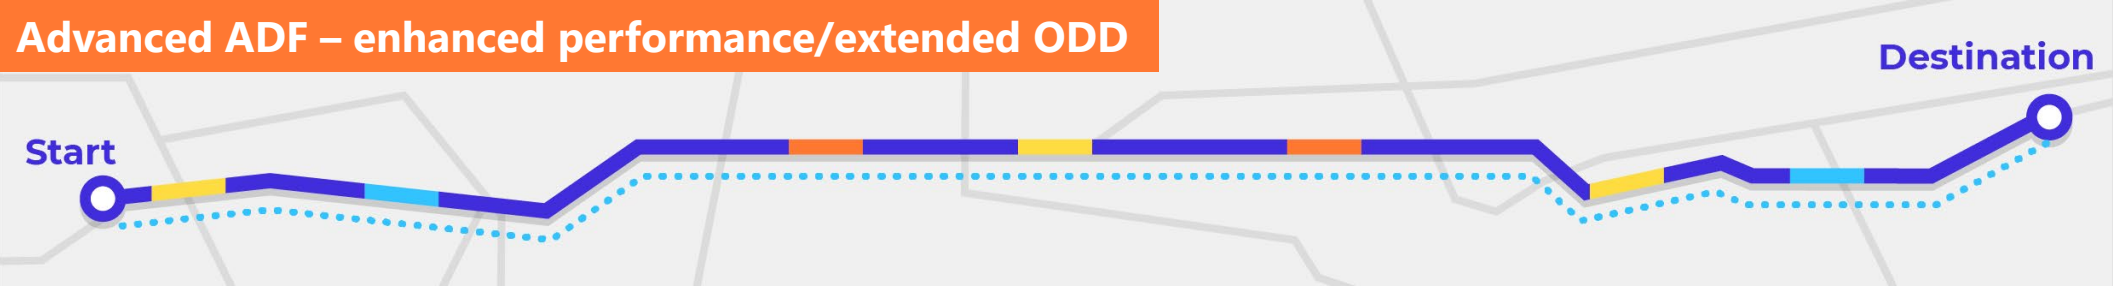 Advanced ADF – enhanced performance/extended ODD
Destination
Start